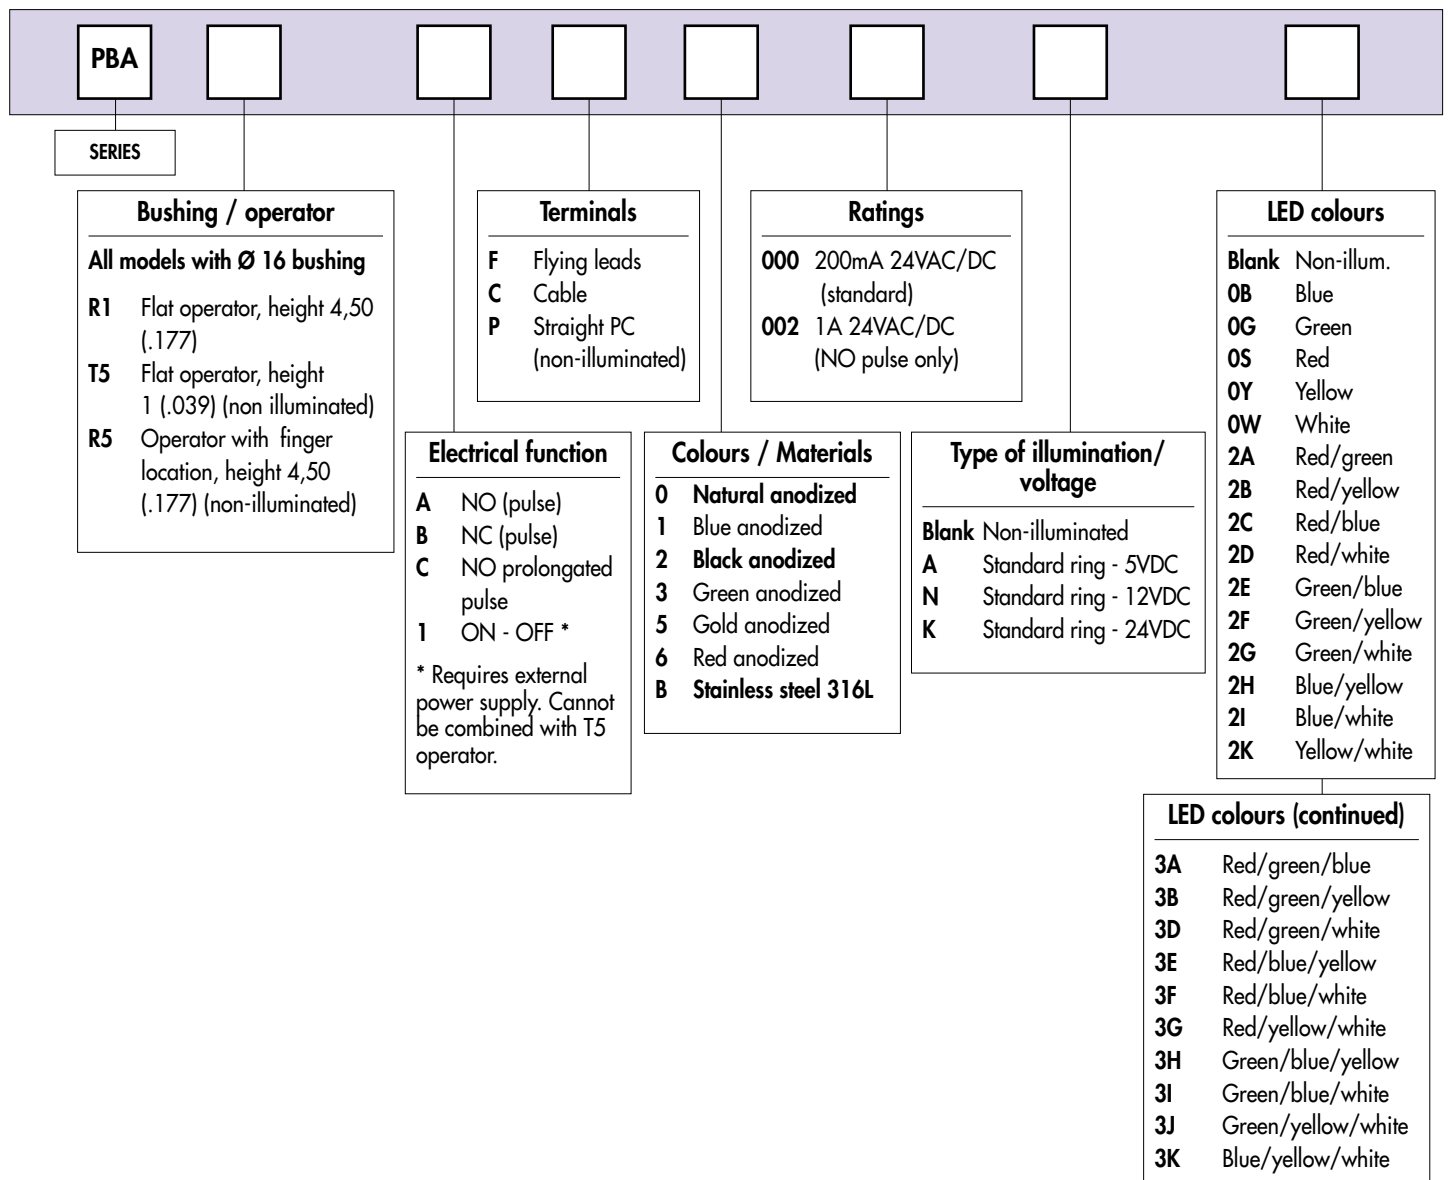 PBA
SERIES
Bushing / operator
All models with Ø 16 bushing
R1 Flat operator, height 4,50
(.177)
T5 Flat operator, height
1 (.039) (non illuminated)
R5 Operator with finger
location, height 4,50
(.177) (non-illuminated)
Electrical function
A NO (pulse)
B NC (pulse)
C NO prolongated
pulse
1 ON - OFF *
* Requires external
power supply. Cannot
be combined with T5
operator.
Terminals
F Flying leads
C Cable
P Straight PC
(non-illuminated)
Colours / Materials
0 Natural anodized
1 Blue anodized
2 Black anodized
3 Green anodized
5 Gold anodized
6 Red anodized
B Stainless steel 316L
Ratings
000 200mA 24VAC/DC
(standard)
002 1A 24VAC/DC
(NO pulse only)
Type of illumination/
voltage
Blank Non-illuminated
A Standard ring - 5VDC
N Standard ring - 12VDC
K Standard ring - 24VDC
LED colours
Blank Non-illum.
0B Blue
0G Green
0S Red
0Y Yellow
0W White
2A Red/green
2B Red/yellow
2C Red/blue
2D Red/white
2E Green/blue
2F Green/yellow
2G Green/white
2H Blue/yellow
2I Blue/white
2K Yellow/white
LED colours (continued)
3A Red/green/blue
3B Red/green/yellow
3D Red/green/white
3E Red/blue/yellow
3F Red/blue/white
3G Red/yellow/white
3H Green/blue/yellow
3I Green/blue/white
3J Green/yellow/white
3K Blue/yellow/white